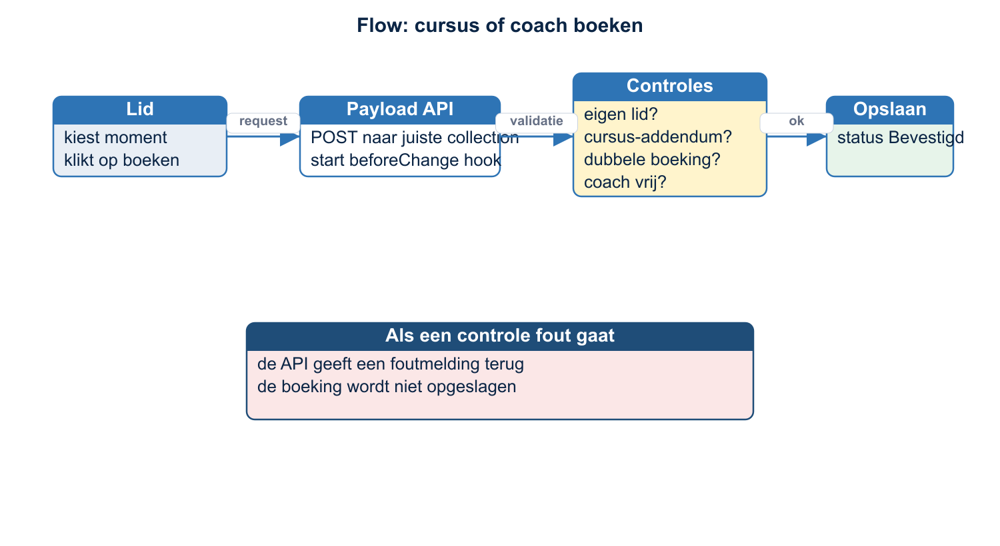 Flow: cursus of coach boeken
Lid
kiest moment
klikt op boeken
request
Payload API
POST naar juiste collection
start beforeChange hook
validatie
Controles
eigen lid?
cursus-addendum?
dubbele boeking?
coach vrij?
ok
Opslaan
status Bevestigd
Als een controle fout gaat
de API geeft een foutmelding terug
de boeking wordt niet opgeslagen